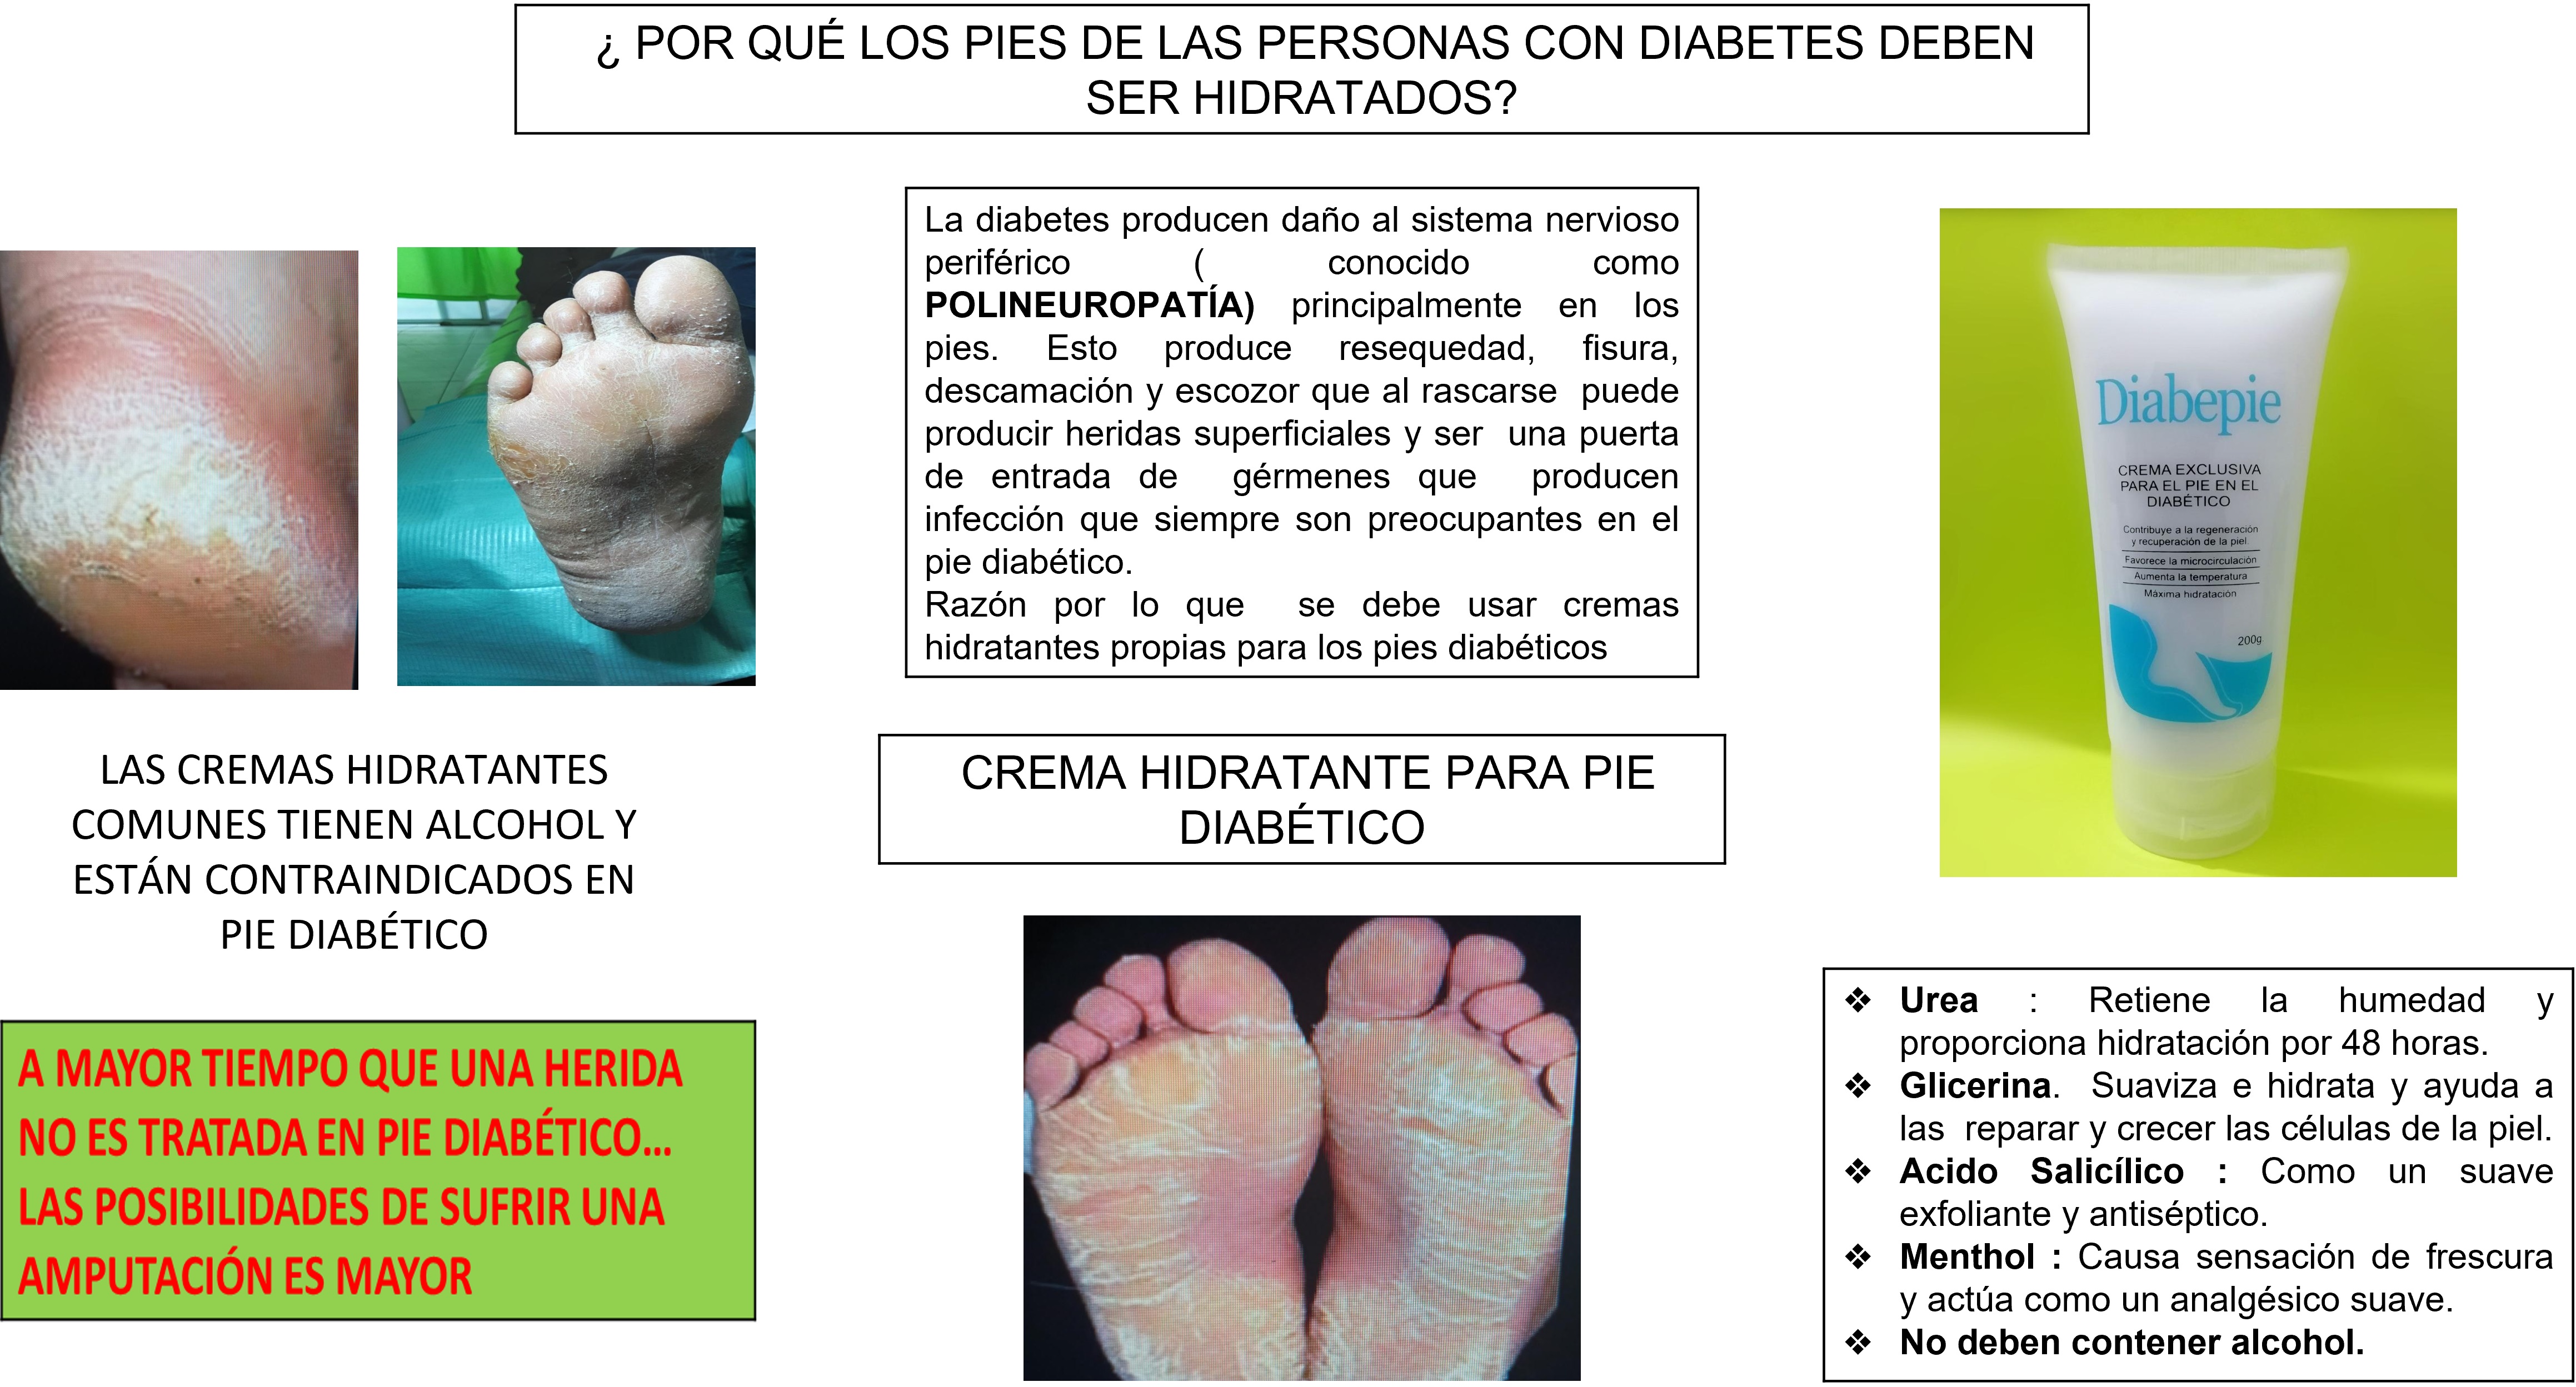 ¿ POR QUÉ LOS PIES DE LAS PERSONAS CON DIABETES DEBEN
SER HIDRATADOS?
La diabetes producen daño al sistema nervioso
periférico ( conocido como
POLINEUROPATÍA) principalmente en los
pies. Esto produce resequedad, fisura,
descamación y escozor que al rascarse puede
producir heridas superficiales y ser una puerta
de entrada de gérmenes que producen
infección que siempre son preocupantes en el
pie diabético.
Razón por lo que se debe usar cremas
hidratantes propias para los pies diabéticos
Diabepie
CREMA EXCLUSIVA
PARA EL PIE EN EL
DIABÉTICO
Contribuye a la regeneración
y recuperación de la piel.
Favorece la microcirculación
Aumenta la temperatura
Máxima hidratación
200g
LAS CREMAS HIDRATANTES
COMUNES TIENEN ALCOHOL Y
ESTÁN CONTRAINDICADOS EN
PIE DIABÉTICO
CREMA HIDRATANTE PARA PIE
DIABÉTICO
A MAYOR TIEMPO QUE UNA HERIDA
NO ES TRATADA EN PIE DIABÉTICO...
LAS POSIBILIDADES DE SUFRIR UNA
AMPUTACIÓN ES MAYOR
❖ Urea : Retiene la humedad y
proporciona hidratación por 48 horas.
❖ Glicerina. Suaviza e hidrata y ayuda a
las reparar y crecer las células de la piel.
❖ Acido Salicílico : Como un suave
exfoliante y antiséptico.
❖ Menthol : Causa sensación de frescura
y actúa como un analgésico suave.
❖ No deben contener alcohol.